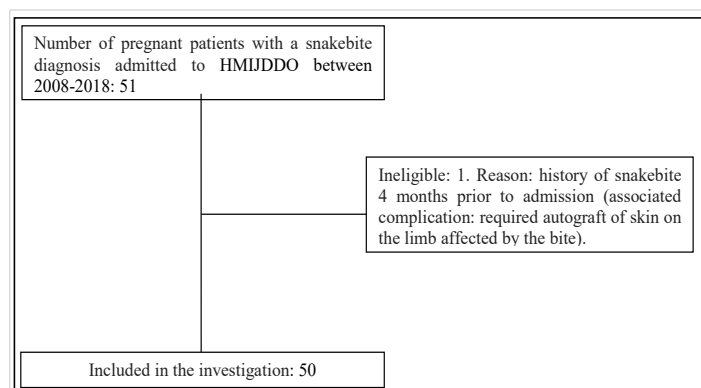 Number of pregnant patients with a snakebite
diagnosis admitted to HMIJDDO between
2008-2018: 51
Ineligible: 1. Reason: history of snakebite
4 months prior to admission (associated
complication: required autograft of skin on
the limb affected by the bite).
Included in the investigation: 50